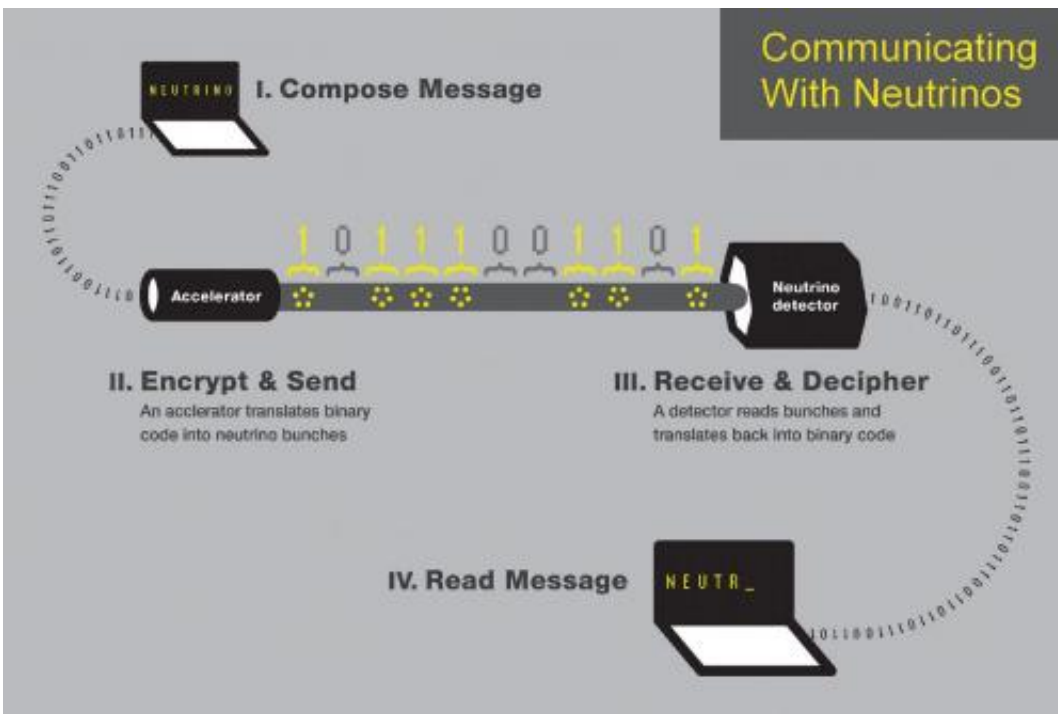 Communicating
With Neutrinos
NEUTRINO
I. Compose Message
1 0 1 1 1 0 0 1 1 0 1
Accelerator
Neutrino
detector
II. Encrypt & Send
An acclerator translates binary
code into neutrino bunches
III. Receive & Decipher
A detector reads bunches and
translates back into binary code
IV. Read Message
NEUTR_